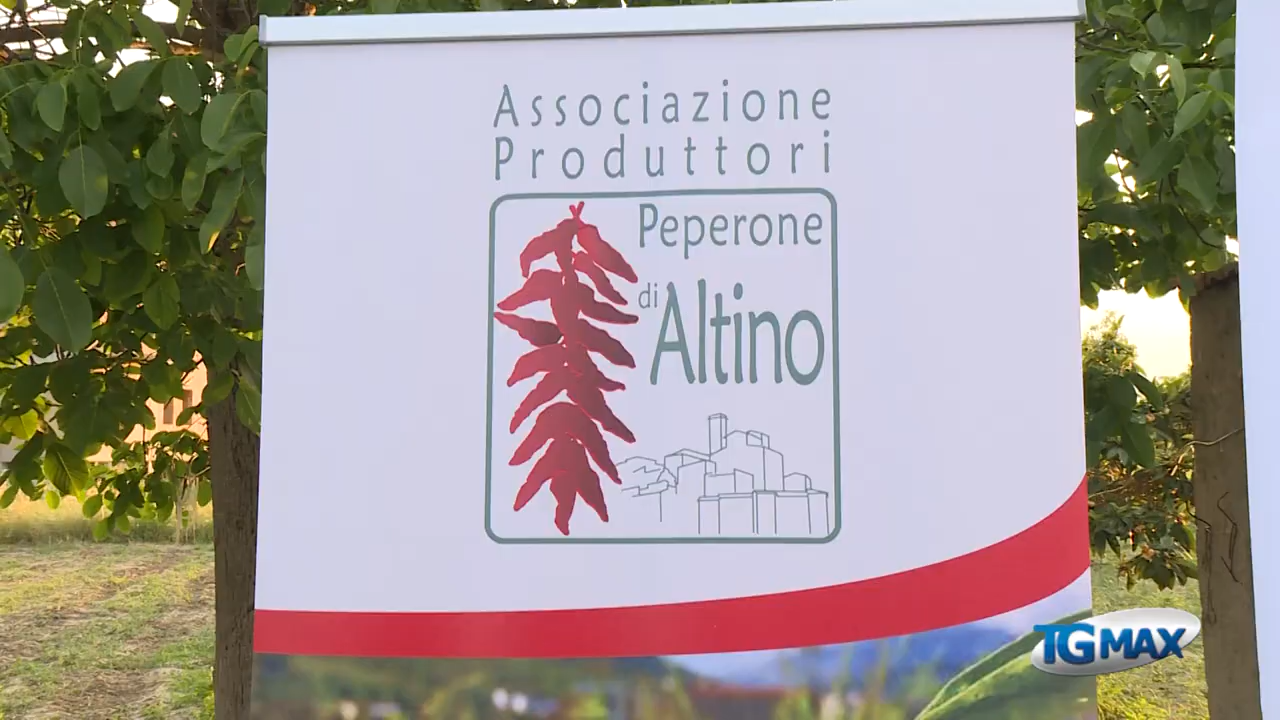 Associazione
Produttori
Peperone
di
Altino
TGMAX